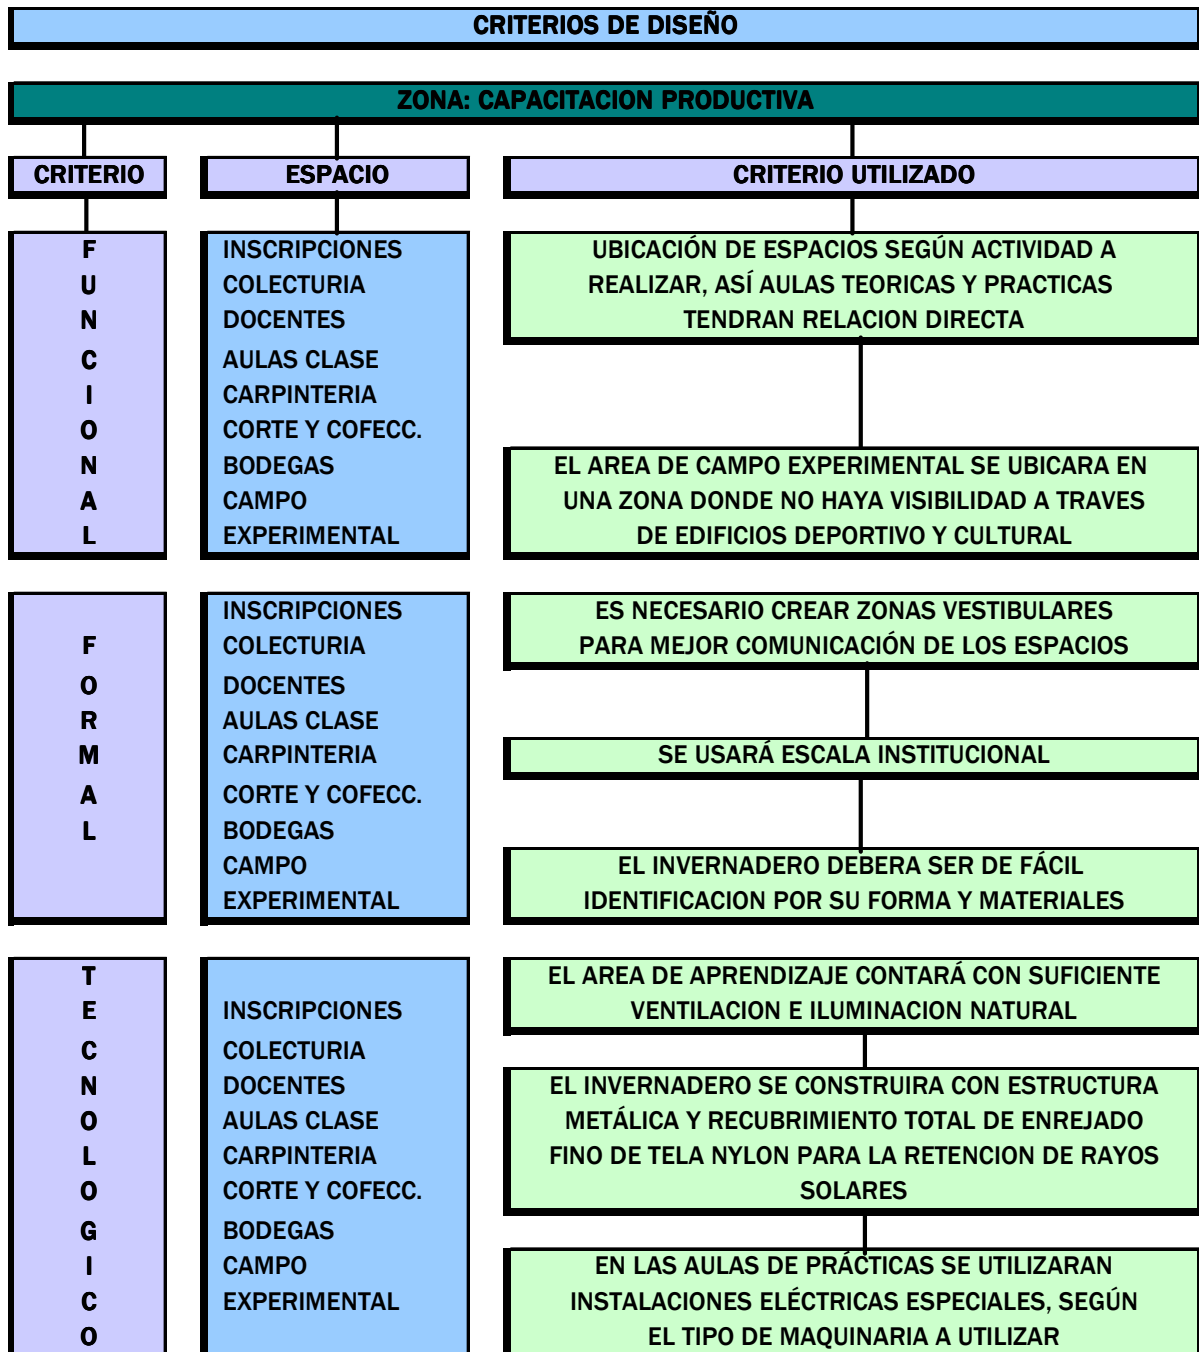 CRITERIOS DE DISEÑO
ZONA: CAPACITACION PRODUCTIVA
CRITERIO
ESPACIO
CRITERIO UTILIZADO
F
U
N
C
I
O
N
A
L
INSCRIPCIONES
COLECTURIA
DOCENTES
AULAS CLASE
CARPINTERIA
CORTE Y COFECC.
BODEGAS
CAMPO
EXPERIMENTAL
UBICACIÓN DE ESPACIOS SEGÚN ACTIVIDAD A
REALIZAR, ASÍ AULAS TEORICAS Y PRACTICAS
TENDRAN RELACION DIRECTA
EL AREA DE CAMPO EXPERIMENTAL SE UBICARA EN
UNA ZONA DONDE NO HAYA VISIBILIDAD A TRAVES
DE EDIFICIOS DEPORTIVO Y CULTURAL
F
O
R
M
A
L
INSCRIPCIONES
COLECTURIA
DOCENTES
AULAS CLASE
CARPINTERIA
CORTE Y COFECC.
BODEGAS
CAMPO
EXPERIMENTAL
ES NECESARIO CREAR ZONAS VESTIBULARES
PARA MEJOR COMUNICACIÓN DE LOS ESPACIOS
SE USARÁ ESCALA INSTITUCIONAL
EL INVERNADERO DEBERA SER DE FÁCIL
IDENTIFICACION POR SU FORMA Y MATERIALES
T
E
C
N
O
L
O
G
I
C
O
INSCRIPCIONES
COLECTURIA
DOCENTES
AULAS CLASE
CARPINTERIA
CORTE Y COFECC.
BODEGAS
CAMPO
EXPERIMENTAL
EL AREA DE APRENDIZAJE CONTARÁ CON SUFICIENTE
VENTILACION E ILUMINACION NATURAL
EL INVERNADERO SE CONSTRUIRA CON ESTRUCTURA
METÁLICA Y RECUBRIMIENTO TOTAL DE ENREJADO
FINO DE TELA NYLON PARA LA RETENCION DE RAYOS
SOLARES
EN LAS AULAS DE PRÁCTICAS SE UTILIZARAN
INSTALACIONES ELÉCTRICAS ESPECIALES, SEGÚN
EL TIPO DE MAQUINARIA A UTILIZAR